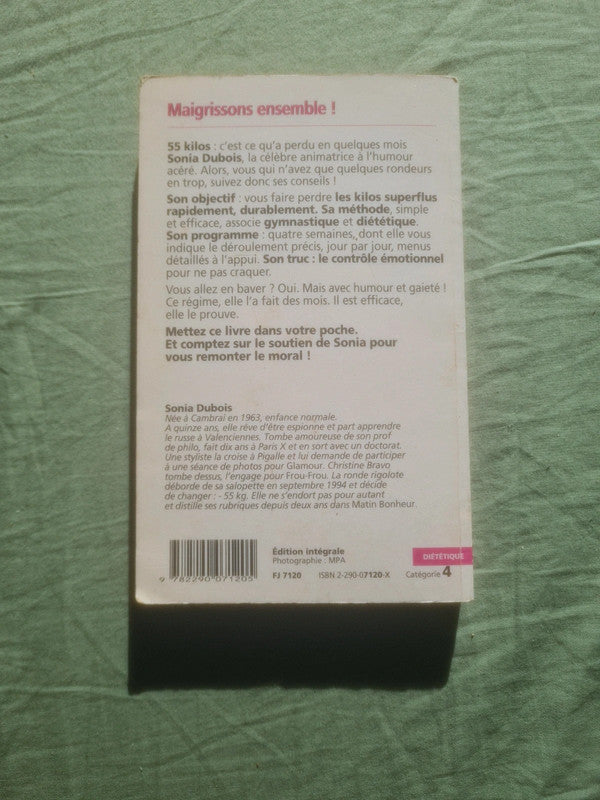 Maigrissons ensemble !
55 kilos : c'est ce qu'a perdu en quelques mois
Sonia Dubois, la célèbre animatrice à l'humour
acéré. Alors, vous qui n'avez que quelques rondeurs
en trop, suivez donc ses conseils !
Son objectif : vous faire perdre les kilos superflus
rapidement, durablement. Sa méthode, simple
et efficace, associe gymnastique et diététique.
Son programme : quatre semaines, dont elle vous
indique le déroulement précis, jour par jour, menus
détaillés à l'appui. Son truc : le contrôle émotionnel
pour ne pas craquer.
Vous allez en baver ? Oui. Mais avec humour et gaieté !
Ce régime, elle l'a fait des mois. Il est efficace,
elle le prouve.
Mettez ce livre dans votre poche.
Et comptez sur le soutien de Sonia pour
vous remonter le moral !
Sonia Dubois
Née à Cambrai en 1963, enfance normale.
A quinze ans, elle rêve d'être espionne et part apprendre
le russe à Valenciennes. Tombe amoureuse de son prof
de philo, fait dix ans à Paris X et en sort avec un doctorat.
Une styliste la croise à Pigalle et lui demande de participer
à une séance de photos pour Glamour. Christine Bravo
tombe dessus, l'engage pour Frou-Frou. La ronde rigolote
déborde de sa salopette en septembre 1994 et décide
de changer : - 55 kg. Elle ne s'endort pas pour autant
et distille ses rubriques depuis deux ans dans Matin Bonheur.
Édition intégrale
Photographie : MPA
DIÉTÉTIQUE
9 782290 071205
FJ 7120 ISBN 2-290-07120-X Catégorie 4